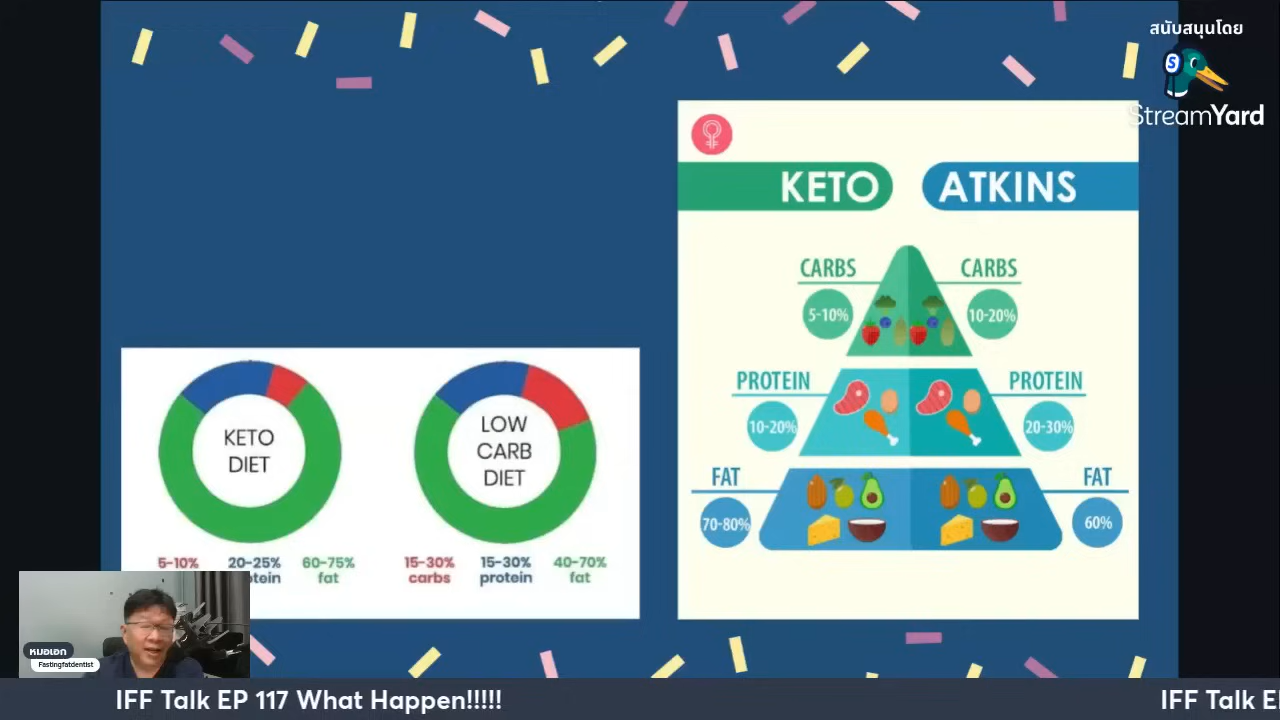 สนับสนุนโดย
S
StreamYard
KETO
ATKINS
CARBS
CARBS
5-10%
10-20%
PROTEIN
PROTEIN
10-20%
20-30%
FAT
FAT
70-80%
60%
KETO
DIET
LOW
CARB
DIET
5-10%
20-25%
60-75%
tein
fat
15-30%
15-30%
40-70%
carbs
protein
fat
หมอเอก
Fastingfatdentist
IFF Talk EP 117 What Happen!!!!!
IFF Talk E